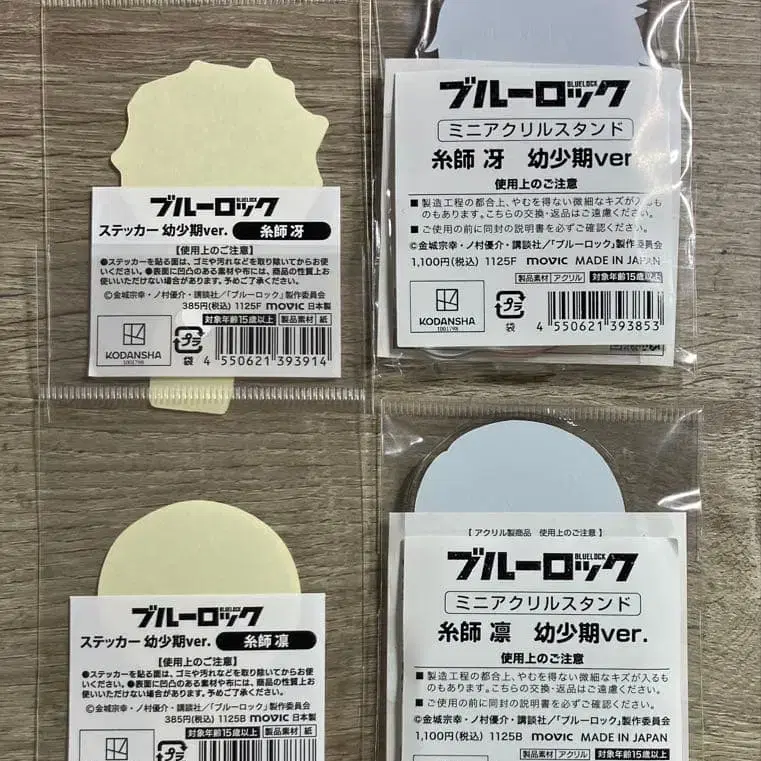 ブルーロック
BLUELOCK
ステッカー 幼少期ver. 糸師 冴
【使用上のご注意】
●ステッカーを貼る面は、ゴミや汚れなどを取り除いてからお使
いください。●表面に凹凸のある素材や布には、商品の性質上お
使いいただけない場合があります。予めご了承ください。
©金城宗幸・ノ村優介・講談社/「ブルーロック」製作委員会
385円(税込) 1125F movic 日本製
対象年齢15歳以上 製品素材 紙
KODANSHA
1001798
プラ
袋
4 550621 393914
ブルーロック
BLUELOCK
ミニアクリルスタンド
糸師 冴 幼少期ver.
使用上のご注意
■製造工程の都合上、やむを得ない微細なキズが入るも
のもあります。こちらの交換・返品はご遠慮ください。
■ご使用の前に同封の説明書を必ずご確認ください。
©金城宗幸・ノ村優介・講談社/「ブルーロック」製作委員会
1,100円(税込) 1125F movic MADE IN JAPAN
製品素材 アクリル 対象年齢15歳以上
KODANSHA
1001798
プラ
袋
4 550621 393853
ブルーロック
BLUELOCK
ステッカー 幼少期ver. 糸師 凛
【使用上のご注意】
●ステッカーを貼る面は、ゴミや汚れなどを取り除いてからお使
いください。●表面に凹凸のある素材や布には、商品の性質上お
使いいただけない場合があります。予めご了承ください。
©金城宗幸・ノ村優介・講談社/「ブルーロック」製作委員会
385円(税込) 1125B movic 日本製
対象年齢15歳以上 製品素材 紙
プラ
【 アクリル製商品 使用上のご注意 】
ブルーロック
BLUELOCK
ミニアクリルスタンド
糸師 凛 幼少期ver.
使用上のご注意
■製造工程の都合上、やむを得ない微細なキズが入るも
のもあります。こちらの交換・返品はご遠慮ください。
■ご使用の前に同封の説明書を必ずご確認ください。
©金城宗幸・ノ村優介・講談社/「ブルーロック」製作委員会
1,100円(税込) 1125B movic MADE IN JAPAN
製品素材 アクリル 対象年齢15歳以上